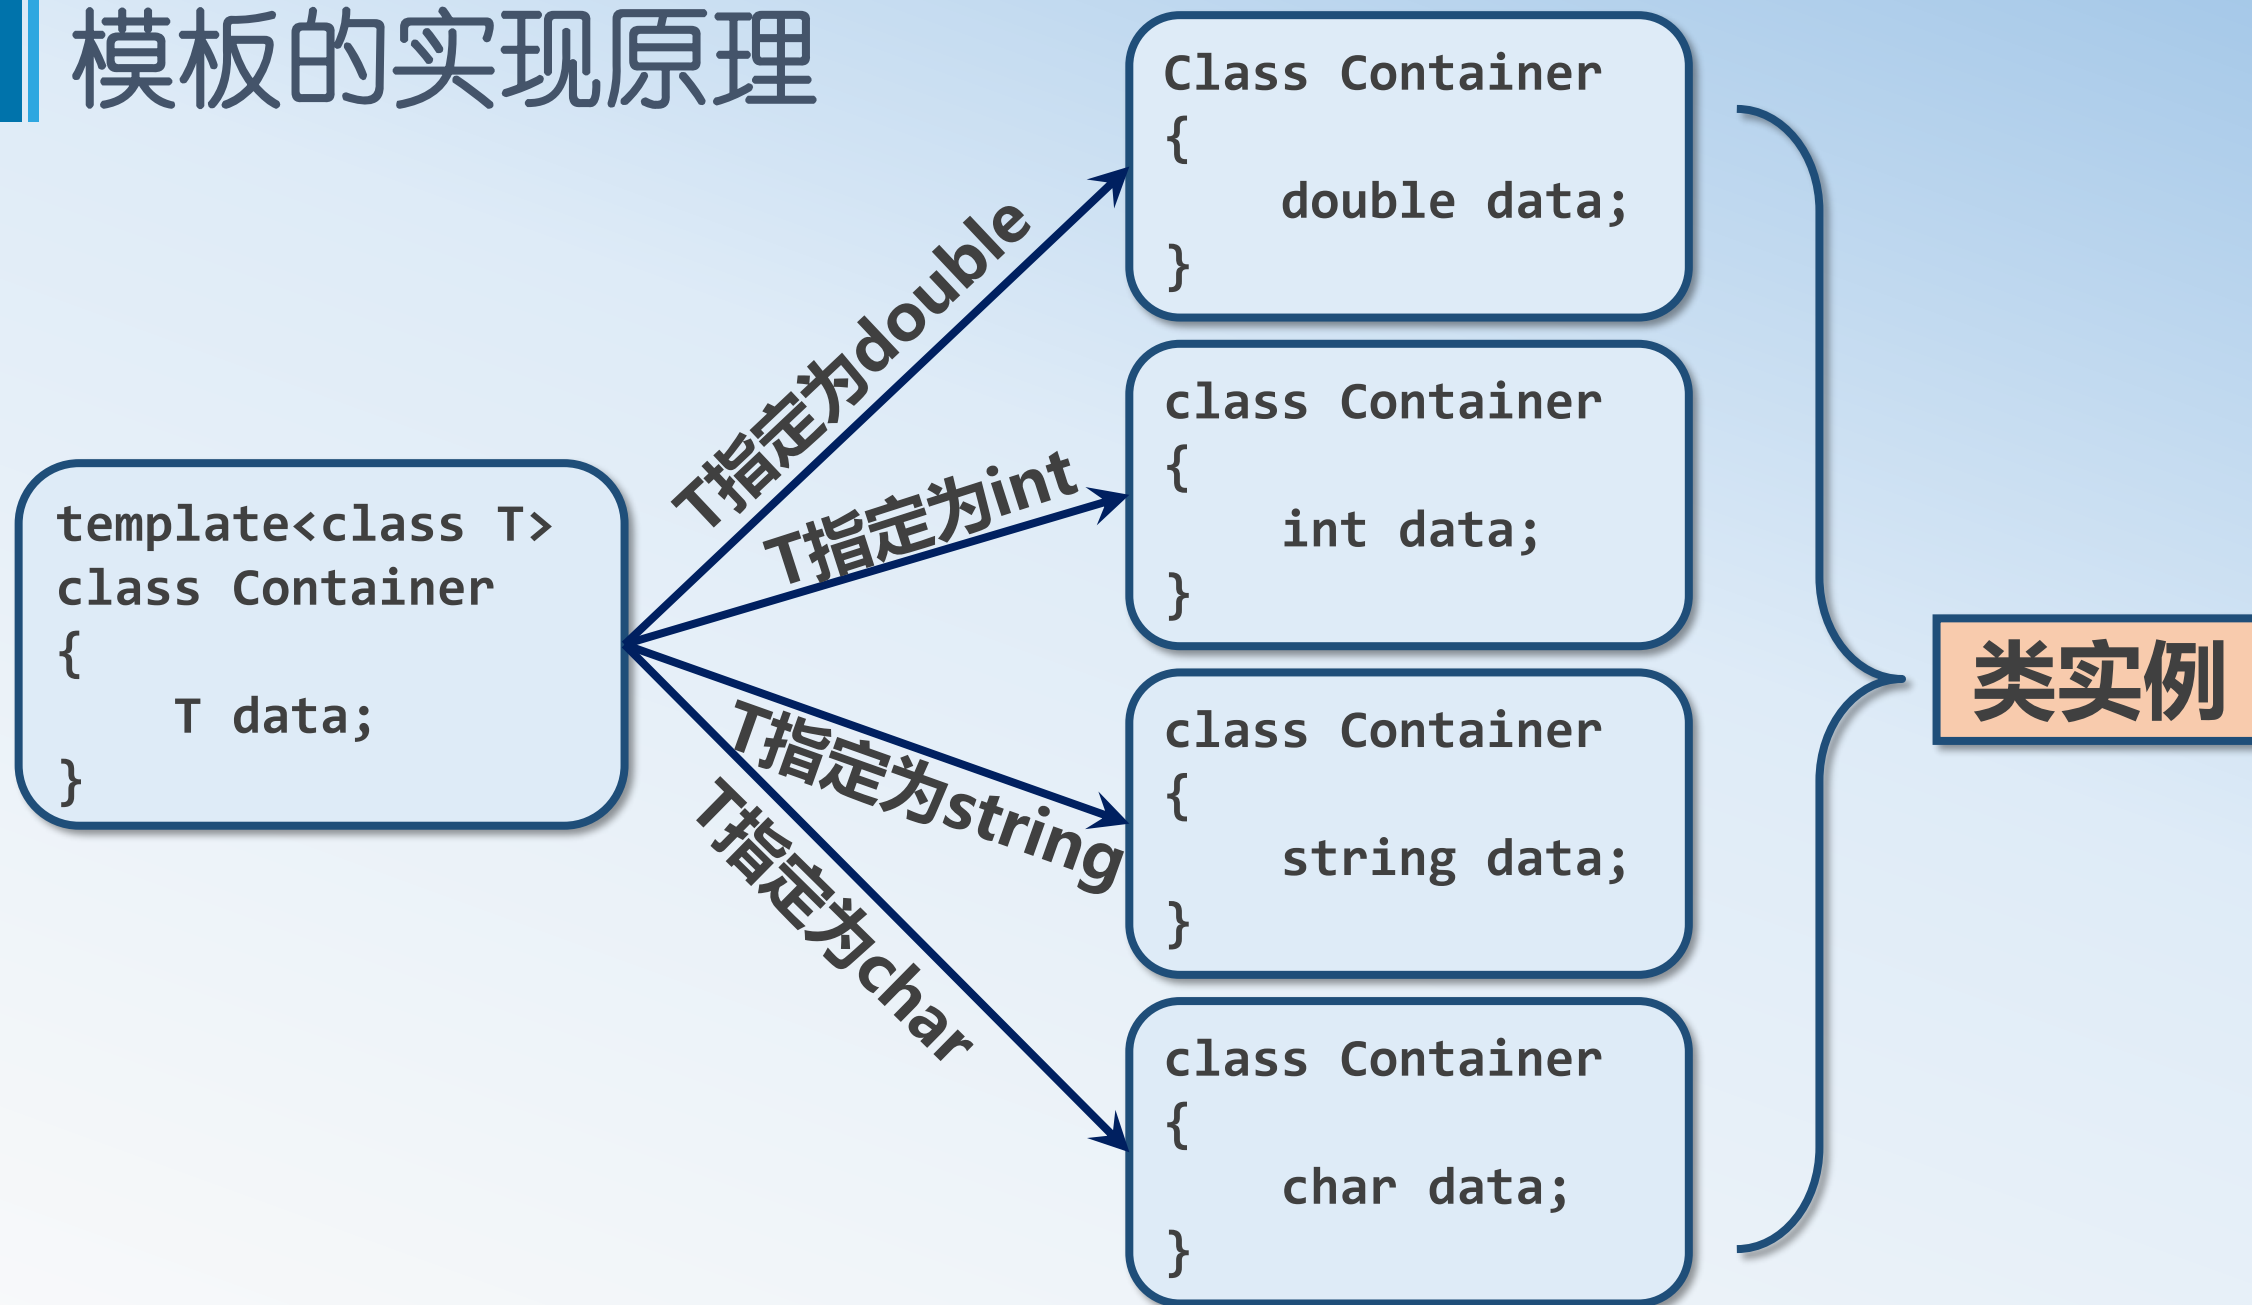 模板的实现原理
template<class T>
class Container
{
T data;
}
T指定为double
T指定为int
T指定为string
T指定为char
Class Container
{
double data;
}
class Container
{
int data;
}
class Container
{
string data;
}
class Container
{
char data;
}
类实例